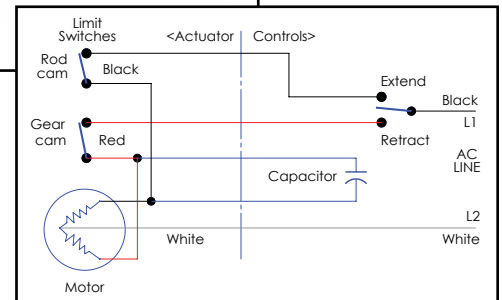 Limit
Switches
<Actuator
Controls>
Rod
cam
Black
Extend
Black
L1
Gear
cam
Red
Retract
AC
LINE
Capacitor
L2
White
White
Motor